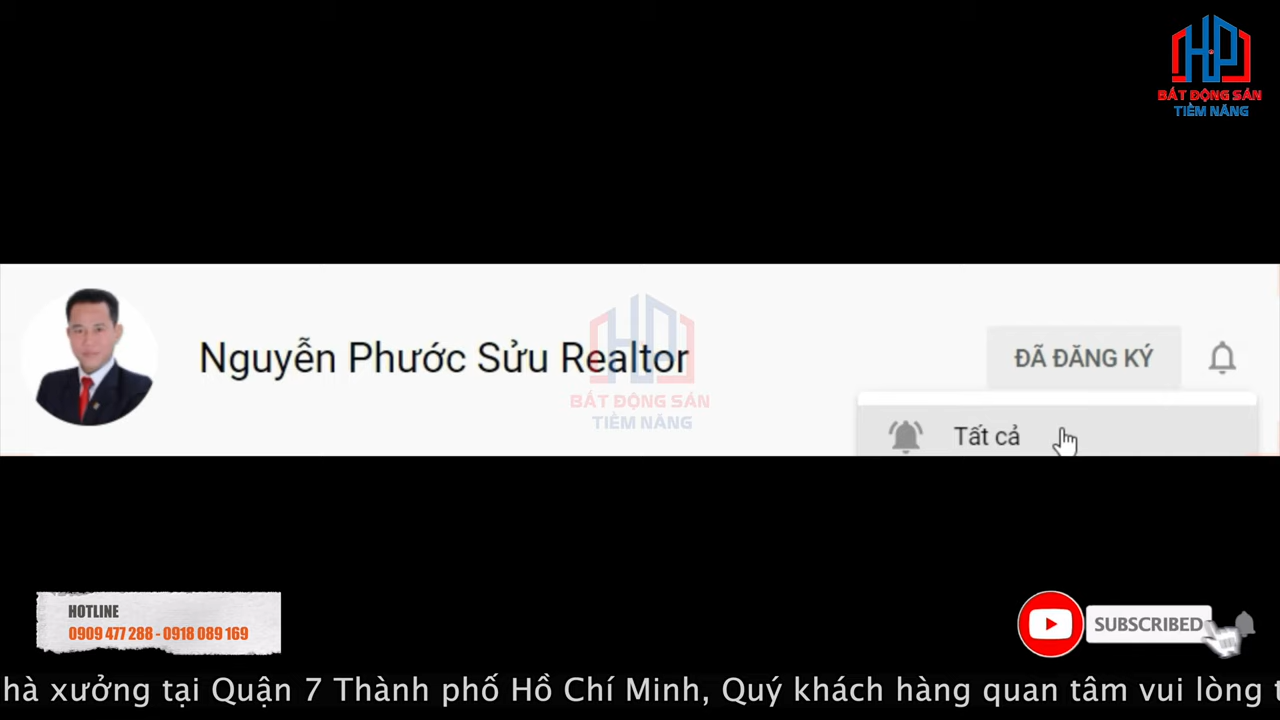 HP
BẤT ĐỘNG SẢN
TIỀM NĂNG
Nguyễn Phước Sửu Realtor
HP
BẤT ĐỘNG SẢN
TIỀM NĂNG
ĐÃ ĐĂNG KÝ
Tất cả
HOTLINE
0909 477 288 - 0918 089 169
SUBSCRIBED
hà xưởng tại Quận 7 Thành phố Hồ Chí Minh, Quý khách hàng quan tâm vui lòng